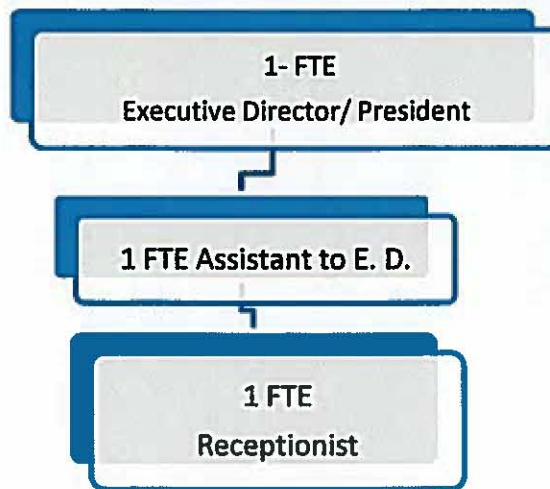 1- FTE
Executive Director/ President
1 FTE Assistant to E. D.
1 FTE
Receptionist